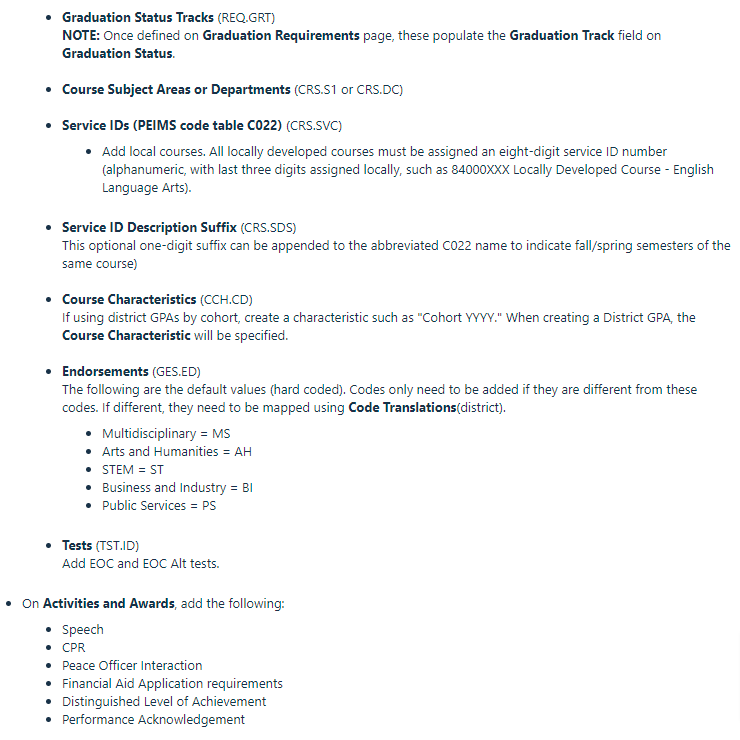 Graduation Status Tracks (REQ.GRT)
NOTE: Once defined on Graduation Requirements page, these populate the Graduation Track field on
Graduation Status.
Course Subject Areas or Departments (CRS.S1 or CRS.DC)
Service IDs (PEIMS code table C022) (CRS.SVC)
Add local courses. All locally developed courses must be assigned an eight-digit service ID number
(alphanumeric, with last three digits assigned locally, such as 84000XXX Locally Developed Course - English
Language Arts).
Service ID Description Suffix (CRS.SDS)
This optional one-digit suffix can be appended to the abbreviated C022 name to indicate fall/spring semesters of the
same course)
Course Characteristics (CCH.CD)
If using district GPAs by cohort, create a characteristic such as "Cohort YYYY." When creating a District GPA, the
Course Characteristic will be specified.
Endorsements (GES.ED)
The following are the default values (hard coded). Codes only need to be added if they are different from these
codes. If different, they need to be mapped using Code Translations(district).
Multidisciplinary = MS
Arts and Humanities = AH
STEM = ST
Business and Industry = BI
Public Services = PS
Tests (TST.ID)
Add EOC and EOC Alt tests.
On Activities and Awards, add the following:
Speech
CPR
Peace Officer Interaction
Financial Aid Application requirements
Distinguished Level of Achievement
Performance Acknowledgement